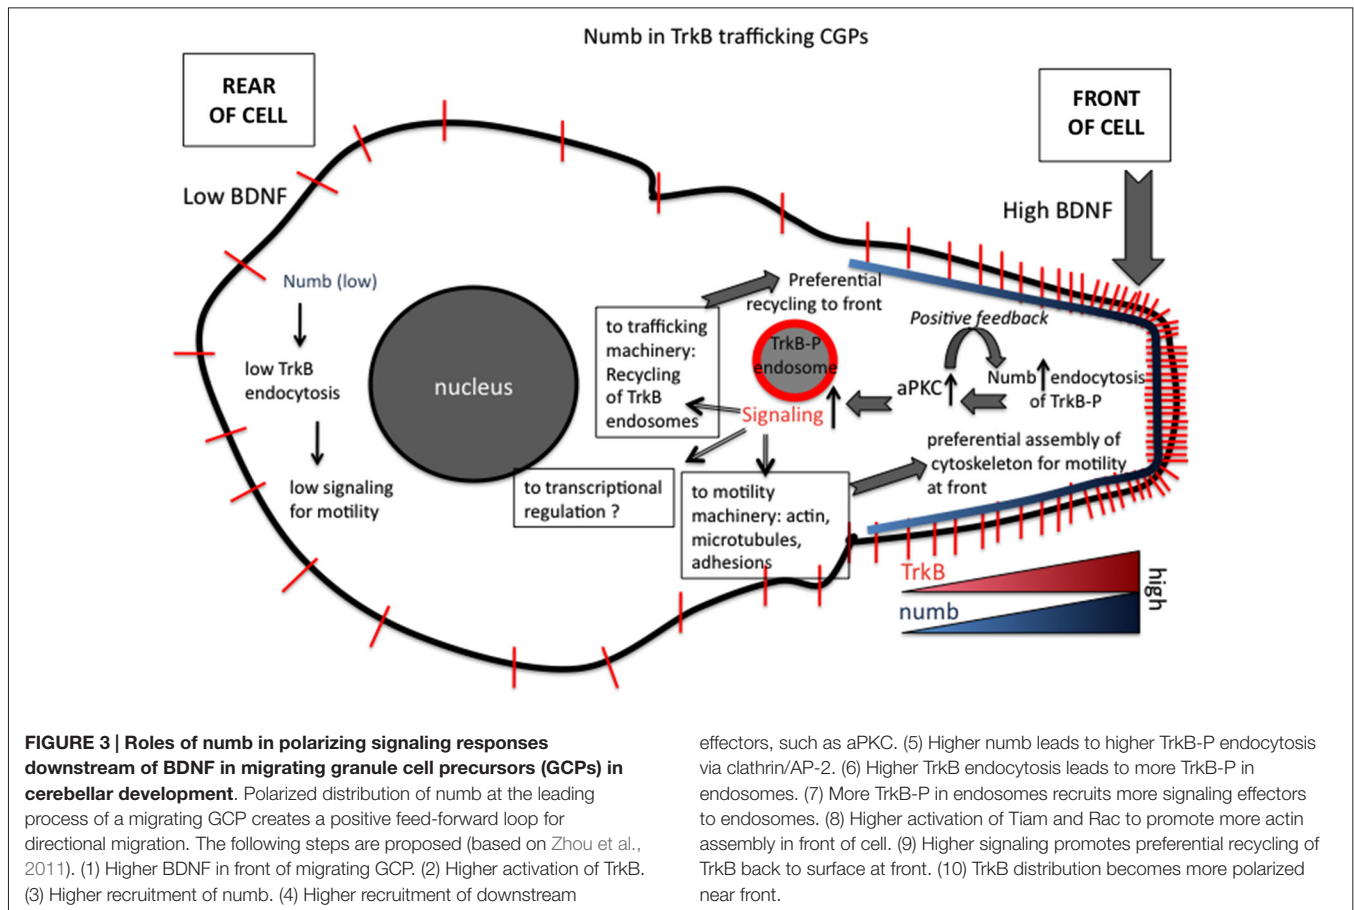 Numb in TrkB trafficking CGPs
REAR
OF CELL
FRONT
OF CELL
Low BDNF
High BDNF
Numb (low)
low TrkB
endocytosis
low signaling
for motility
nucleus
Preferential
recycling to front
to trafficking
machinery:
Recycling
of TrkB
endosomes
TrkB-P
endosome
Signaling
Positive feedback
aPKC
Numb endocytosis
of TrkB-P
preferential assembly of
cytoskeleton for motility
at front
to transcriptional
regulation ?
to motility
machinery: actin,
microtubules,
adhesions
TrkB
numb
high
FIGURE 3 | Roles of numb in polarizing signaling responses
downstream of BDNF in migrating granule cell precursors (GCPs) in
cerebellar development. Polarized distribution of numb at the leading
process of a migrating GCP creates a positive feed-forward loop for
directional migration. The following steps are proposed (based on Zhou et al.,
2011). (1) Higher BDNF in front of migrating GCP. (2) Higher activation of TrkB.
(3) Higher recruitment of numb. (4) Higher recruitment of downstream
effectors, such as aPKC. (5) Higher numb leads to higher TrkB-P endocytosis
via clathrin/AP-2. (6) Higher TrkB endocytosis leads to more TrkB-P in
endosomes. (7) More TrkB-P in endosomes recruits more signaling effectors
to endosomes. (8) Higher activation of Tiam and Rac to promote more actin
assembly in front of cell. (9) Higher signaling promotes preferential recycling of
TrkB back to surface at front. (10) TrkB distribution becomes more polarized
near front.